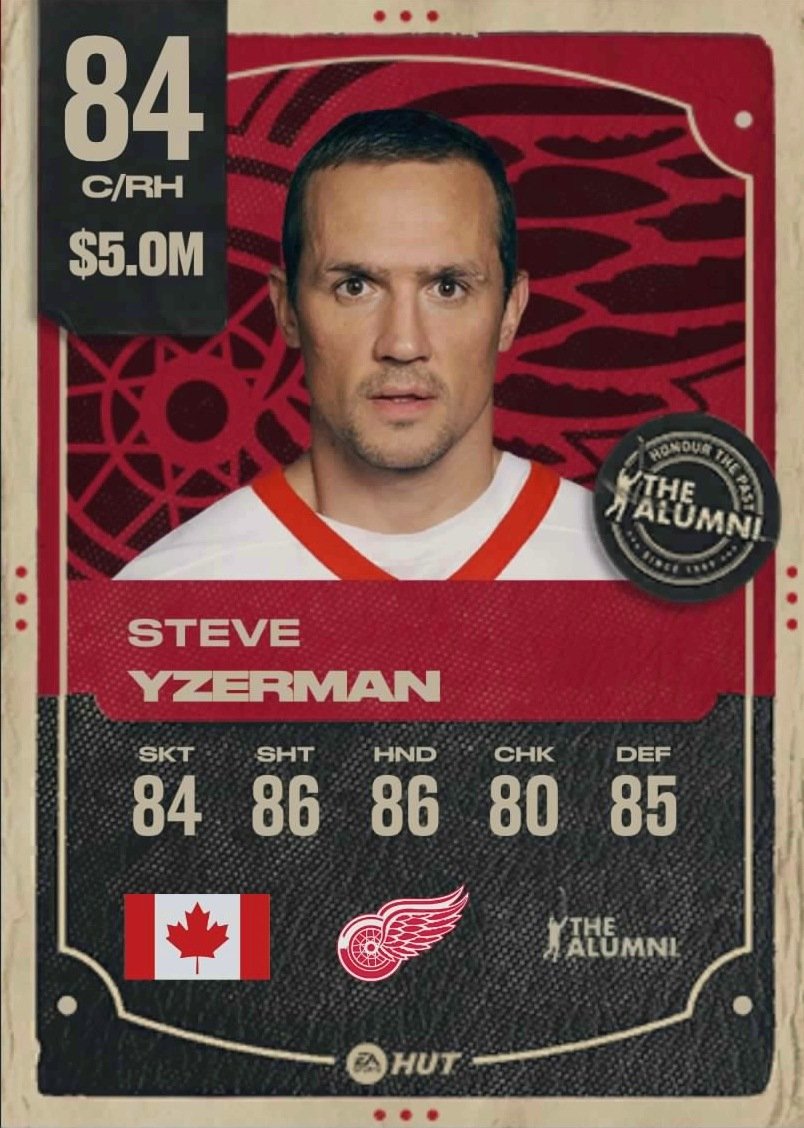 84
C/RH
$5.0M
HONOUR THE PAST
THE
ALUMNI
STEVE
YZERMAN
SKT SHT HND CHK DEF
84 86 86 80 85
THE
ALUMNI
EA
HUT